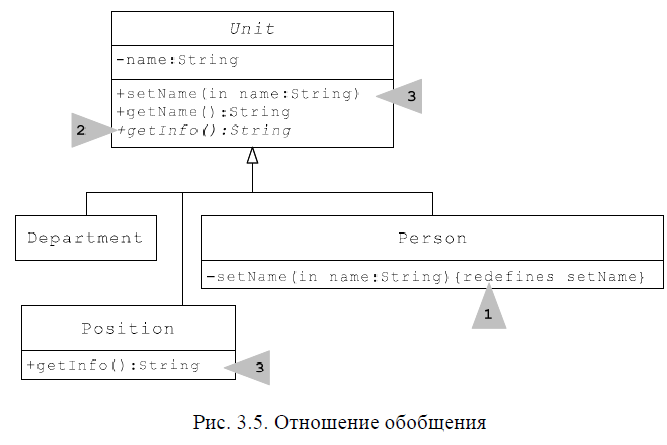 Unit
-name:String
+setName(in name:String)
3
+getName():String
2
+getInfo():String
Department
Person
-setName(in name:String){redefines setName}
1
Position
+getInfo():String
3
Рис. 3.5. Отношение обобщения